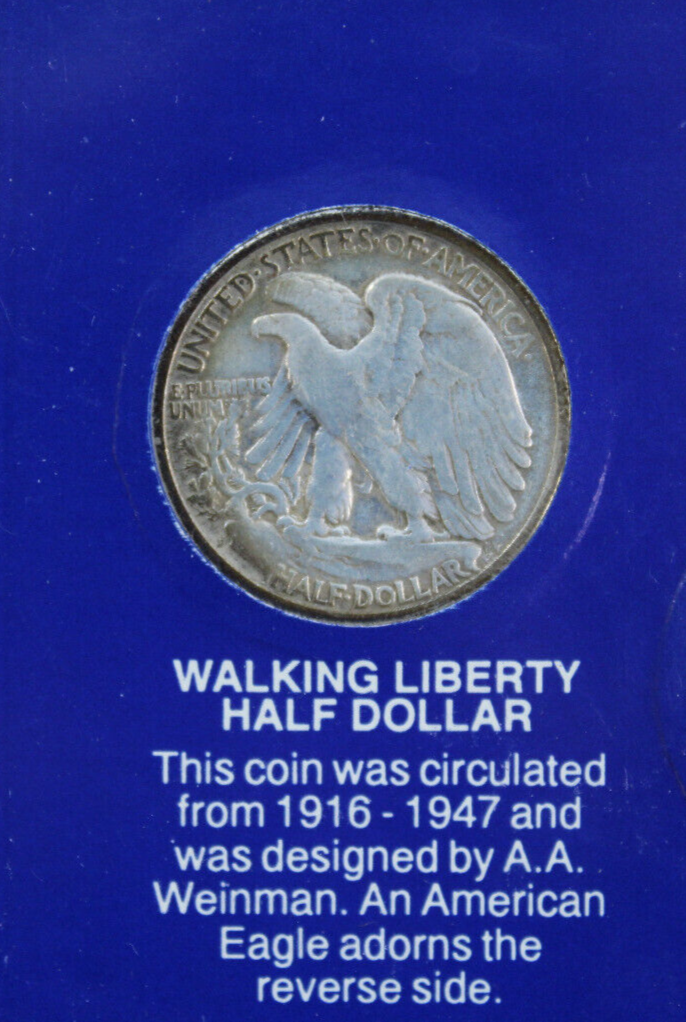 UNITED·STATES·OF·AMERICA·
E·PLURIBUS
UNUM
HALF·DOLLAR
WALKING LIBERTY
HALF DOLLAR
This coin was circulated
from 1916 - 1947 and
was designed by A.A.
Weinman. An American
Eagle adorns the
reverse side.